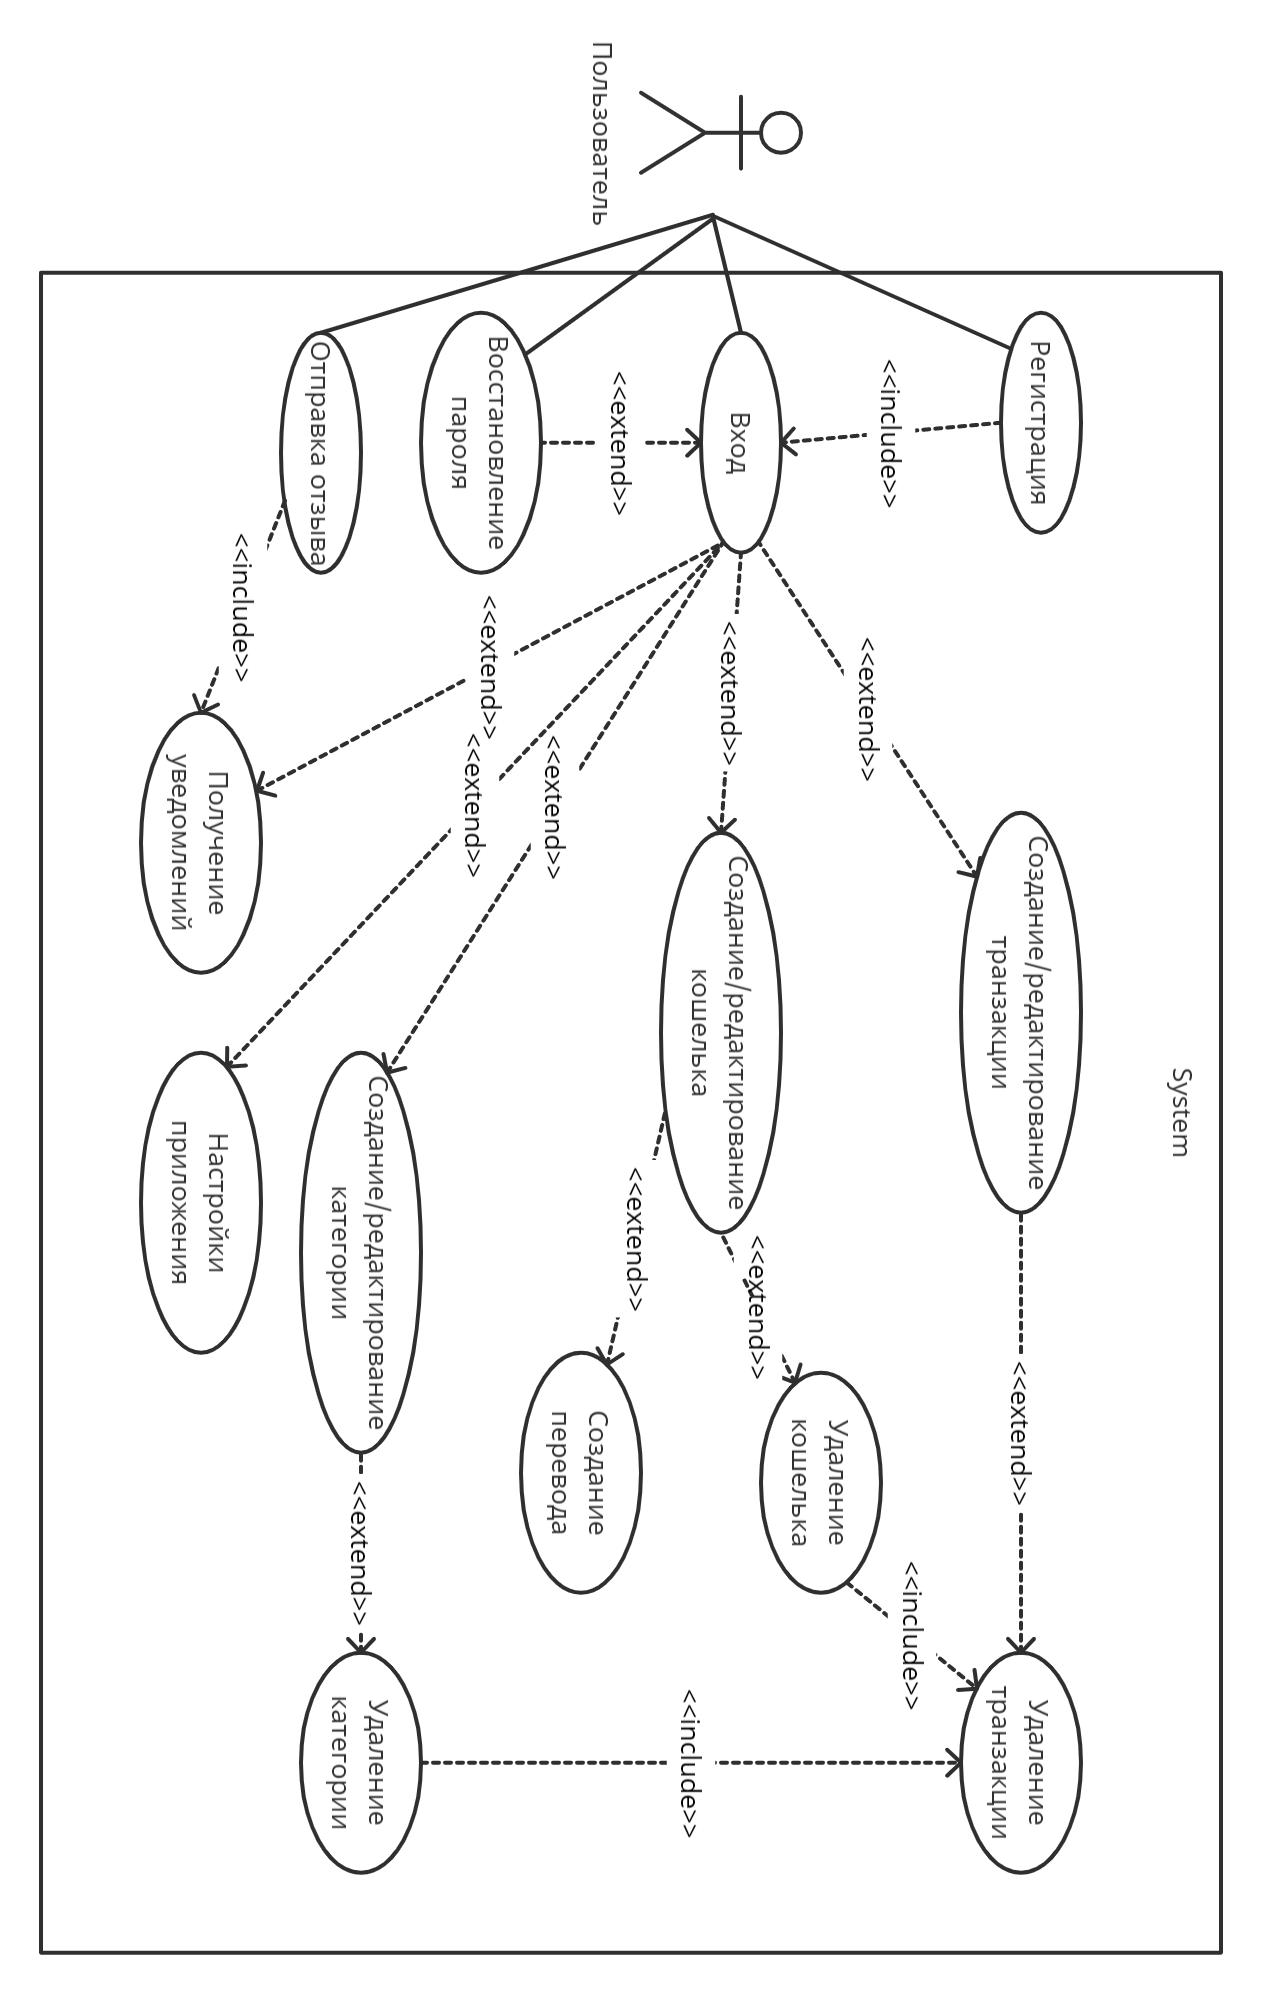 System
Пользователь
Регистрация
<<include>>
Вход
<<extend>>
Восстановление
пароля
Отправка отзыва
<<include>>
<<extend>>
<<extend>>
<<extend>>
<<extend>>
<<extend>>
Создание/редактирование
транзакции
Создание/редактирование
кошелька
Получение
уведомлений
Настройки
приложения
Создание/редактирование
категории
<<extend>>
<<extend>>
<<extend>>
<<extend>>
Удаление
кошелька
Создание
перевода
<<include>>
Удаление
транзакции
<<include>>
Удаление
категории